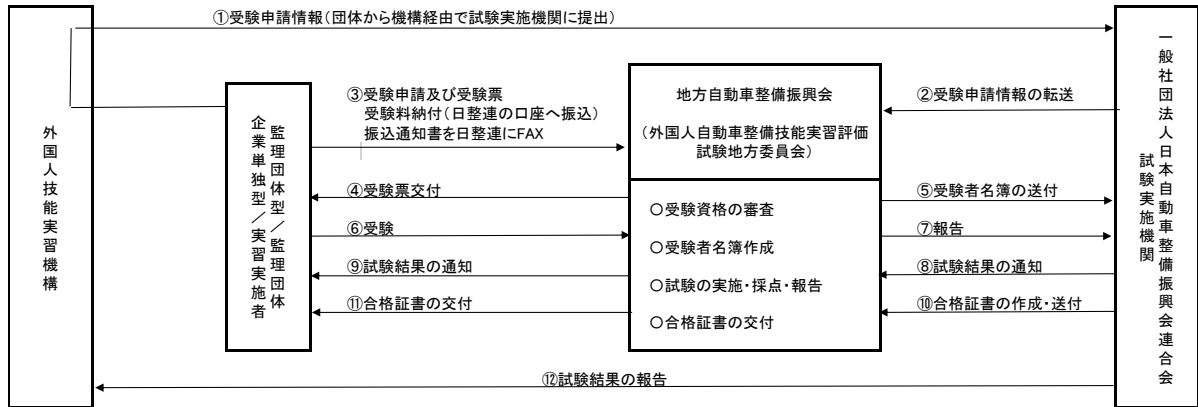 ①受験申請情報（団体から機構経由で試験実施機関に提出）
外国人技能実習機構
監理団体型／監理団体
企業単独型／実習実施者
③受験申請及び受験票
受験料納付（日整連の口座へ振込）
振込通知書を日整連にFAX
地方自動車整備振興会
（外国人自動車整備技能実習評価
試験地方委員会）
②受験申請情報の転送
一般社団法人日本自動車整備振興会連合会
試験実施機関
④受験票交付
⑤受験者名簿の送付
○受験資格の審査
⑥受験
⑦報告
○受験者名簿作成
⑨試験結果の通知
⑧試験結果の通知
○試験の実施・採点・報告
⑪合格証書の交付
⑩合格証書の作成・送付
○合格証書の交付
⑫試験結果の報告